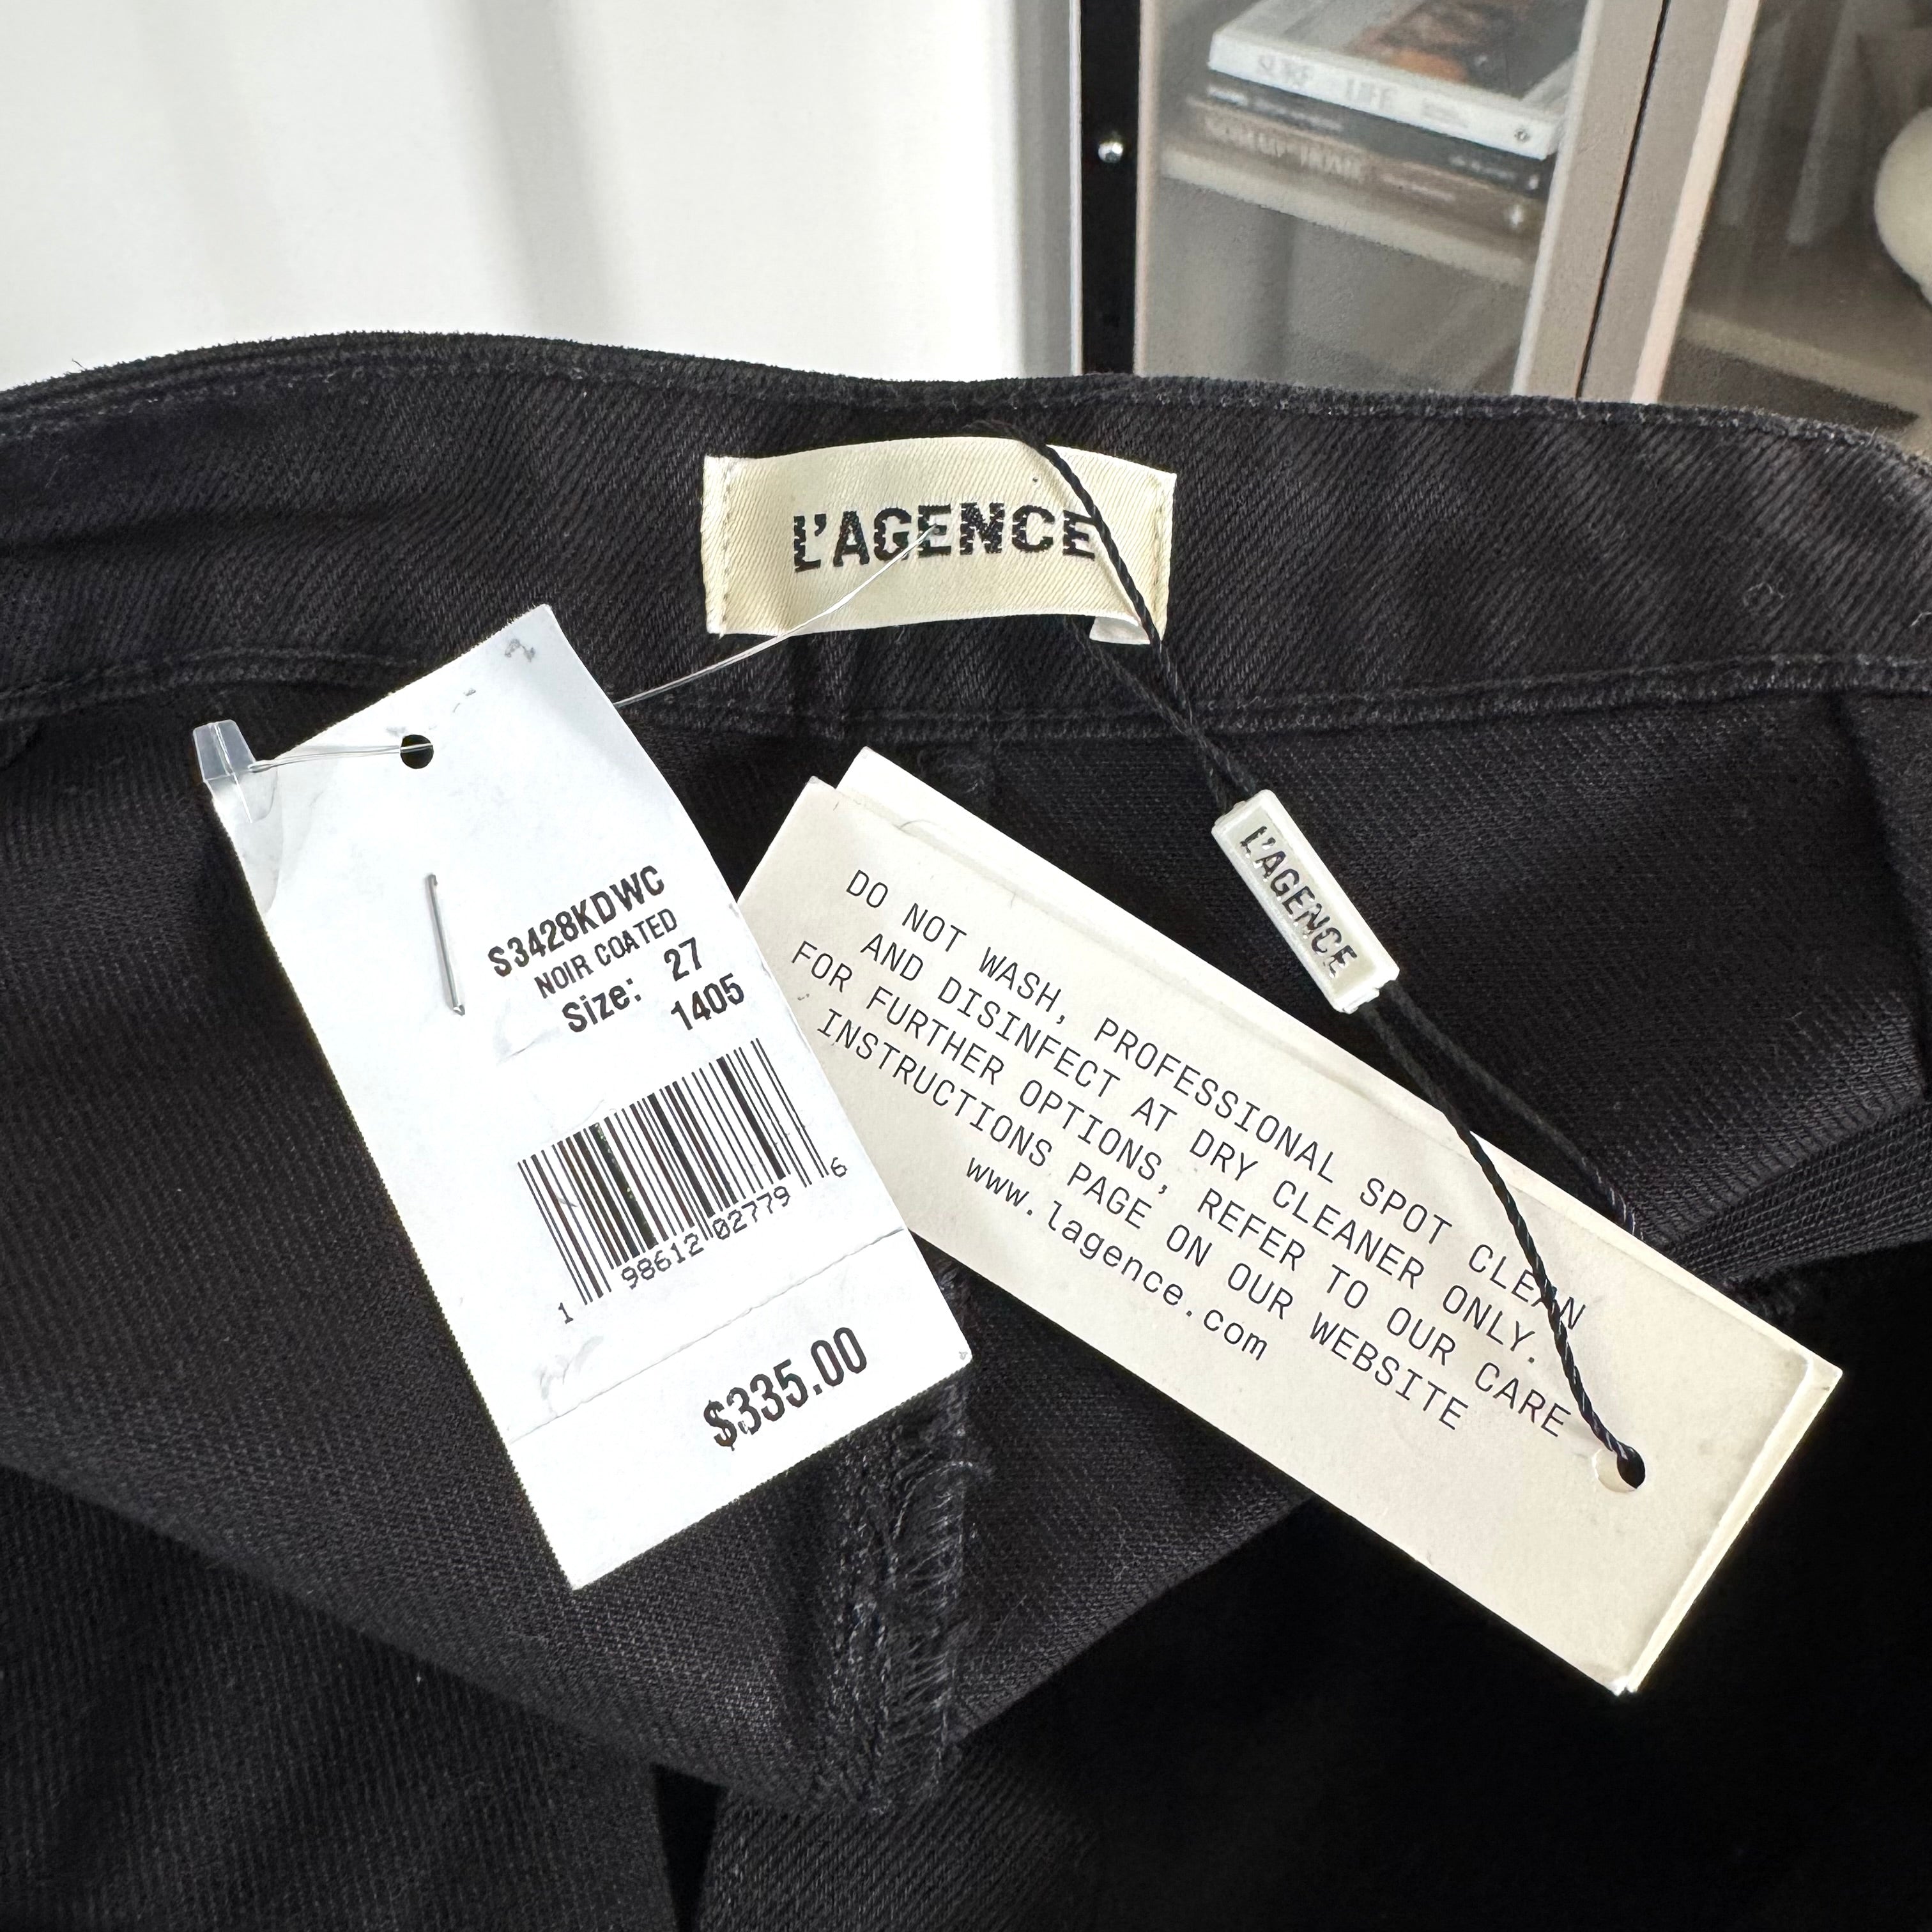 SURF LIFE
L'AGENCE
L'AGENCE
S3428KDWC
NOIR COATED
Size: 27
1405
1 98612 02779 6
$335.00
DO NOT WASH, PROFESSIONAL SPOT CLEAN
AND DISINFECT AT DRY CLEANER ONLY.
FOR FURTHER OPTIONS, REFER TO OUR CARE
INSTRUCTIONS PAGE ON OUR WEBSITE
www.lagence.com